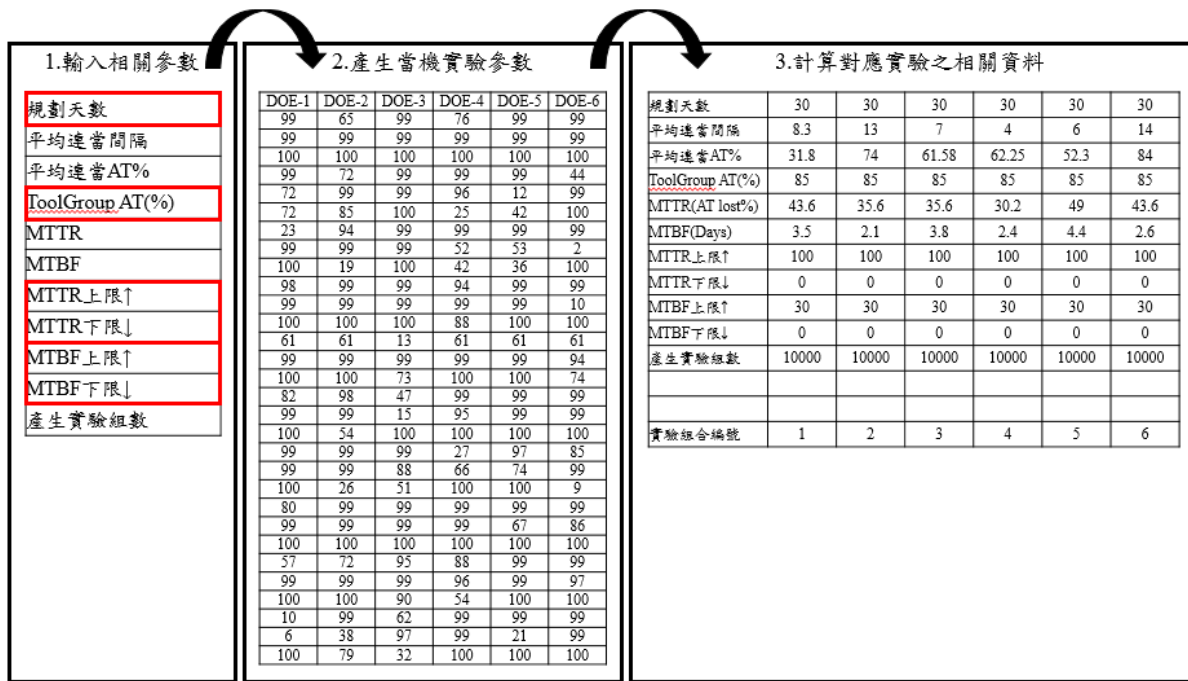 1.輸入相關參數
規劃天數
平均連當間隔
平均連當AT%
ToolGroup AT(%)
MTTR
MTBF
MTTR上限↑
MTTR下限↓
MTBF上限↑
MTBF下限↓
產生實驗組數
2.產生當機實驗參數
DOE-1 DOE-2 DOE-3 DOE-4 DOE-5 DOE-6
99 65 99 76 99 99
99 99 99 99 99 99
100 100 100 100 100 100
99 72 99 99 99 44
72 99 99 96 12 99
72 85 100 25 42 100
23 94 99 99 99 99
99 99 99 52 53 2
100 19 100 42 36 100
98 99 99 94 99 99
99 99 99 99 99 10
100 100 100 88 100 100
61 61 13 61 61 61
99 99 99 99 99 94
100 100 73 100 100 74
82 98 47 99 99 99
99 99 15 95 99 99
100 54 100 100 100 100
99 99 99 27 97 85
99 99 88 66 74 99
100 26 51 100 100 9
80 99 99 99 99 99
99 99 99 99 67 86
100 100 100 100 100 100
57 72 95 88 99 99
99 99 99 96 99 97
100 100 90 54 100 100
10 99 62 99 99 99
6 38 97 99 21 99
100 79 32 100 100 100
3.計算對應實驗之相關資料
規劃天數 30 30 30 30 30 30
平均連當間隔 8.3 13 7 4 6 14
平均連當AT% 31.8 74 61.58 62.25 52.3 84
ToolGroup AT(%) 85 85 85 85 85 85
MTTR(AT lost%) 43.6 35.6 35.6 30.2 49 43.6
MTBF(Days) 3.5 2.1 3.8 2.4 4.4 2.6
MTTR上限↑ 100 100 100 100 100 100
MTTR下限↓ 0 0 0 0 0 0
MTBF上限↑ 30 30 30 30 30 30
MTBF下限↓ 0 0 0 0 0 0
產生實驗組數 10000 10000 10000 10000 10000 10000
實驗組合編號 1 2 3 4 5 6